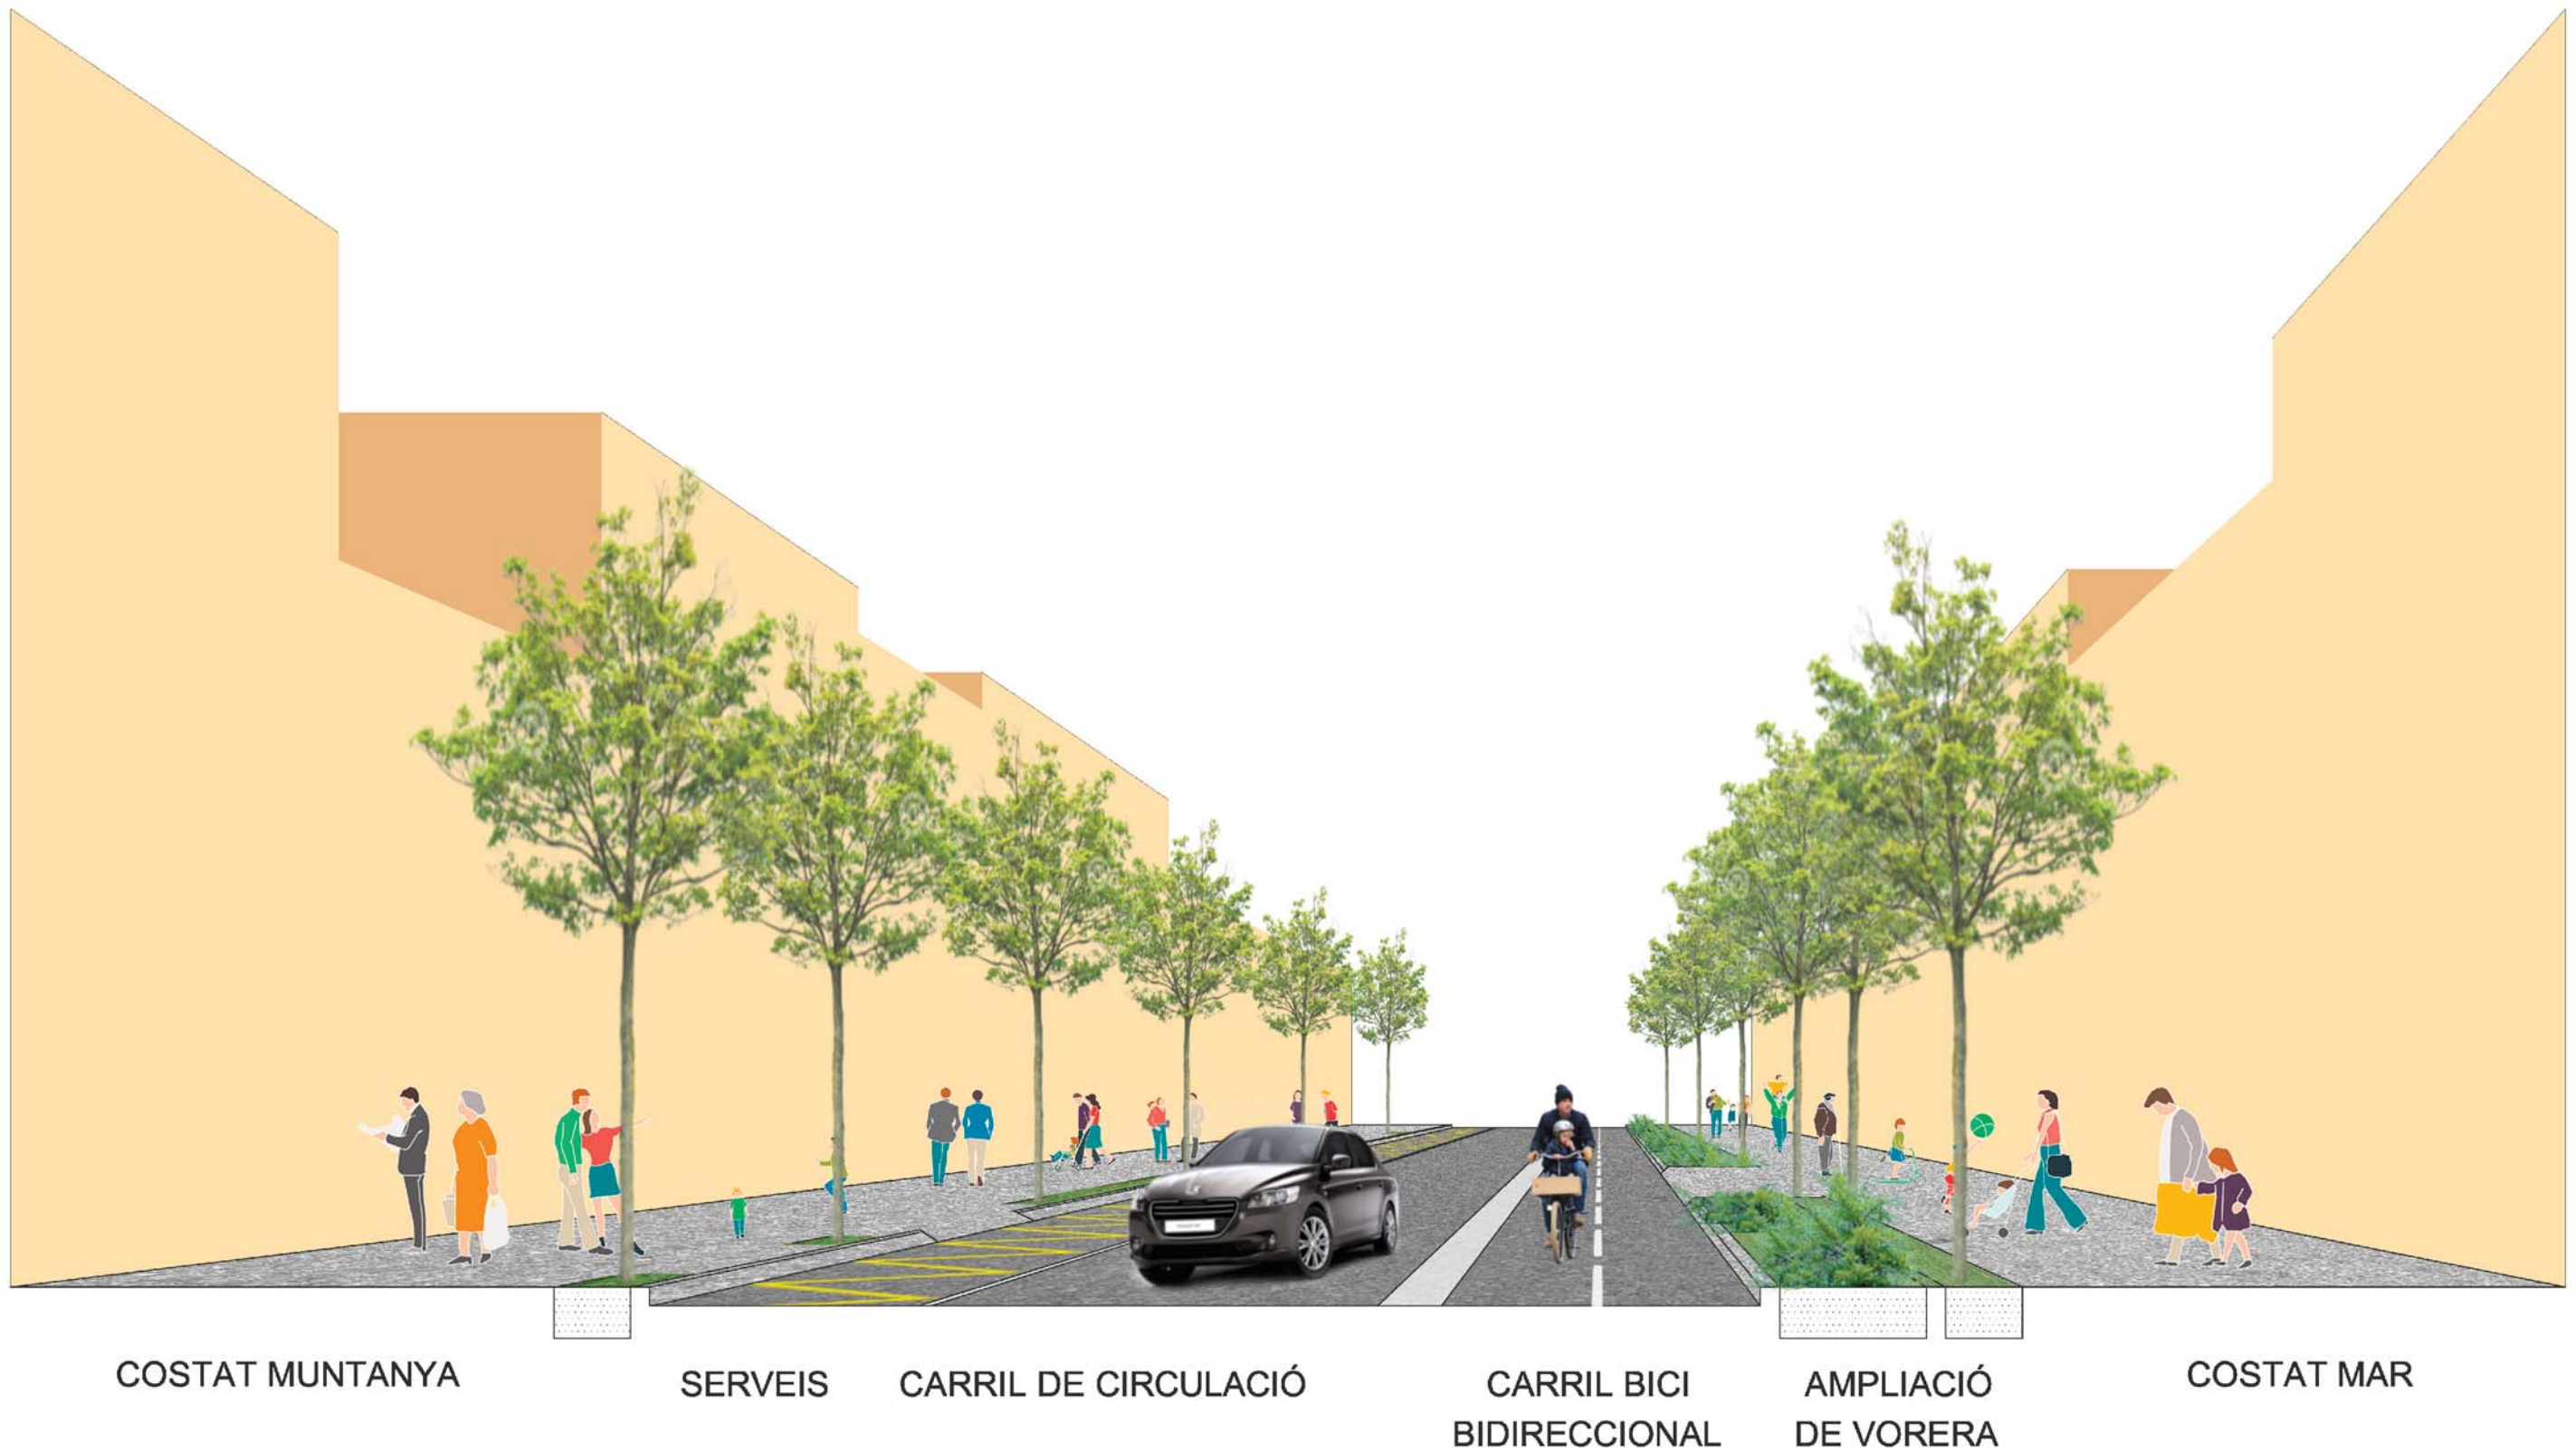 COSTAT MUNTANYA
SERVEIS
CARRIL DE CIRCULACIÓ
CARRIL BICI
BIDIRECCIONAL
AMPLIACIÓ
DE VORERA
COSTAT MAR